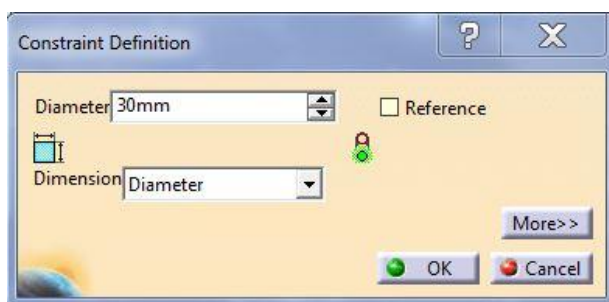 Constraint Definition
Diameter 30mm
Reference
Dimension Diameter
More>>
OK Cancel